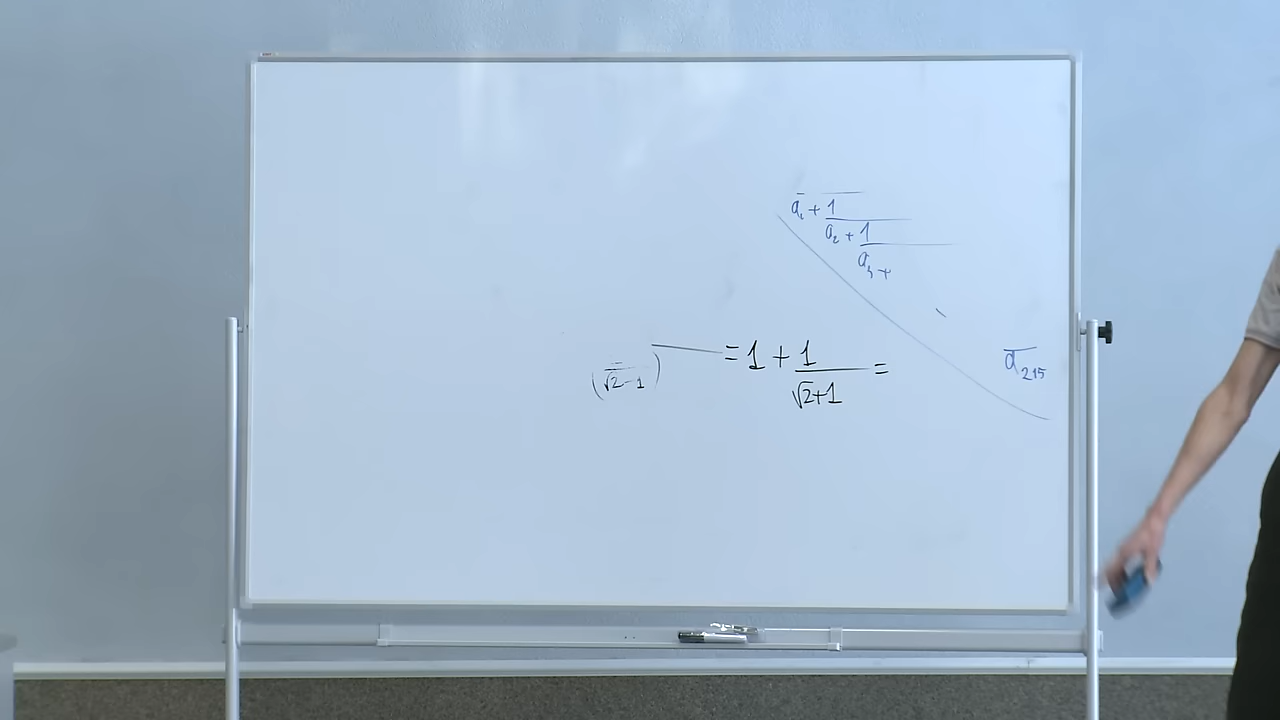 a₁ + 1
a₂ + 1
a₃ +
(√2-1) = 1 + 1 =
√2+1
a₂₁₅